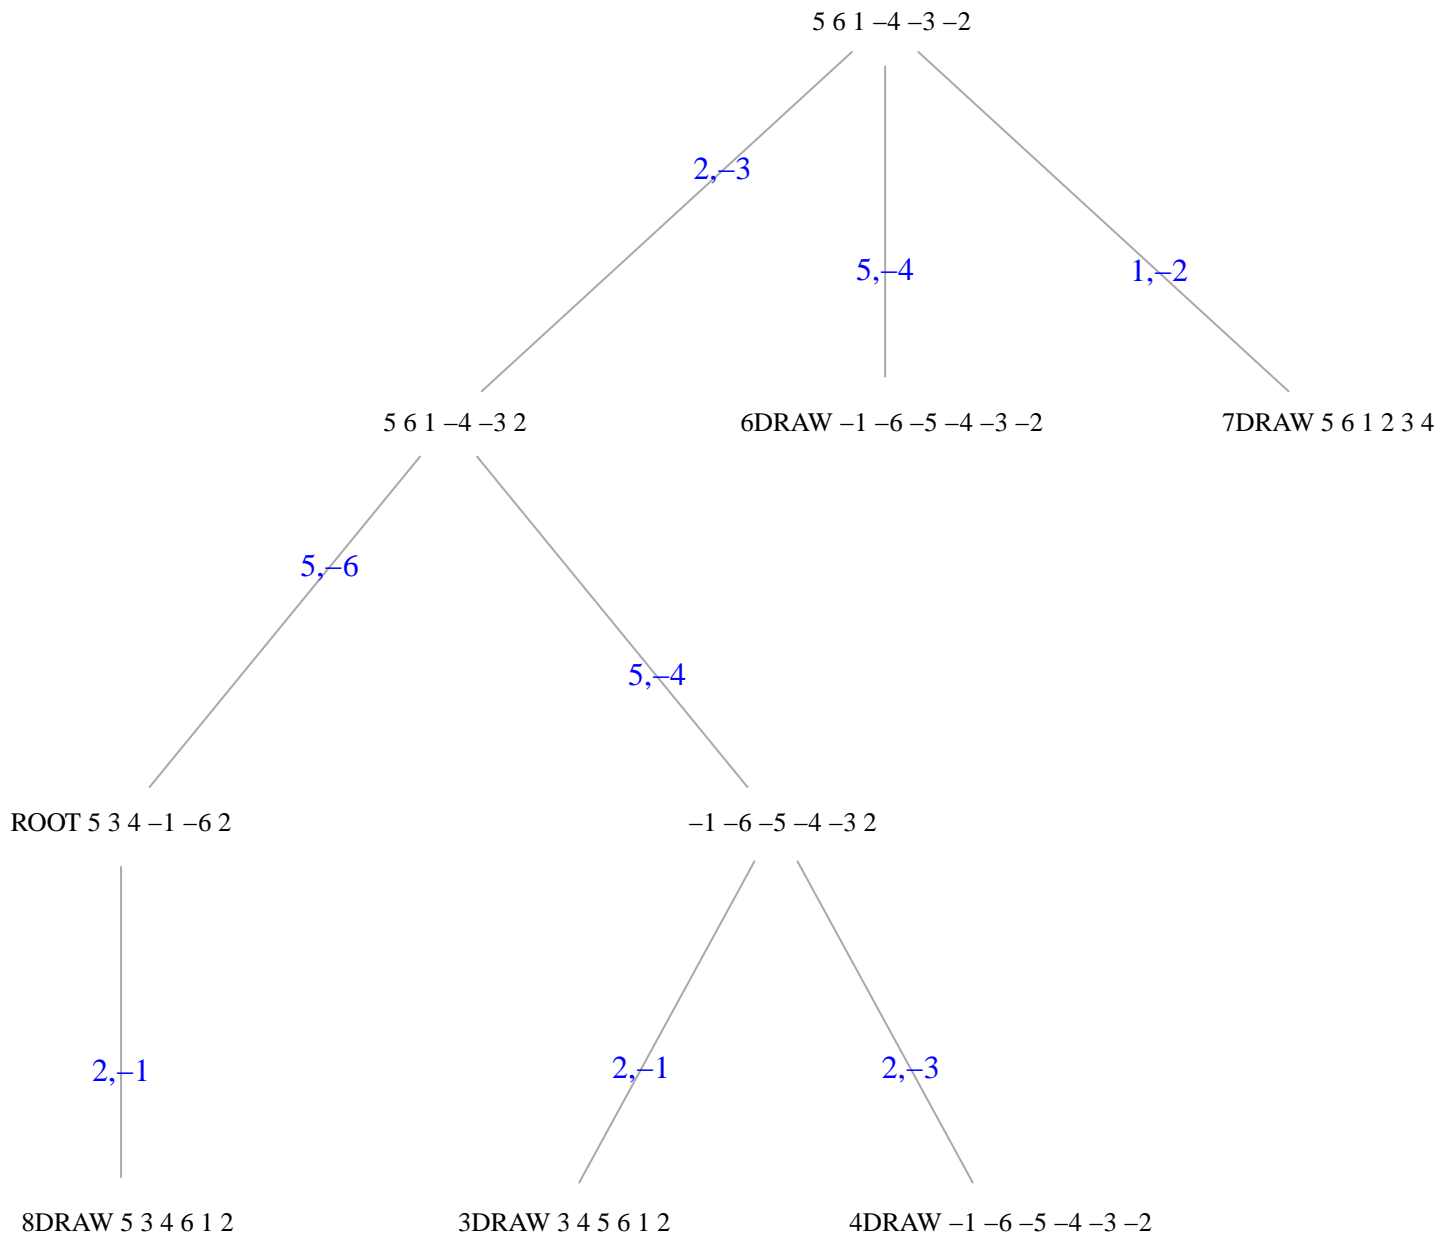 5 6 1 –4 –3 –2
2,–3
5,–4
1,–2
5 6 1 –4 –3 2
6DRAW –1 –6 –5 –4 –3 –2
7DRAW 5 6 1 2 3 4
5,–6
5,–4
ROOT 5 3 4 –1 –6 2
–1 –6 –5 –4 –3 2
2,–1
2,–1
2,–3
8DRAW 5 3 4 6 1 2
3DRAW 3 4 5 6 1 2
4DRAW –1 –6 –5 –4 –3 –2